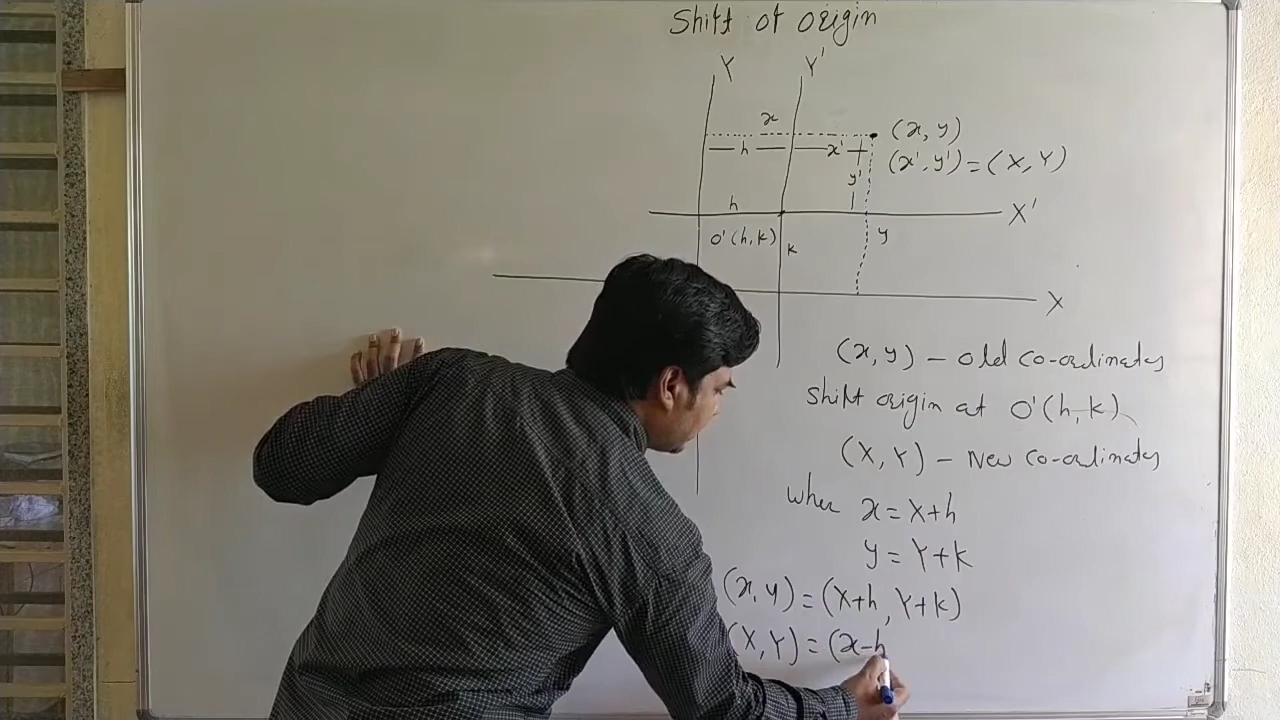 Shift of origin
Y Y'
x
(x, y)
h x'
(x', y') = (X, Y)
y'
h
X'
O'(h, k) k y
X
(x, y) - old co-ordinates
shift origin at O'(h, k)
(X, Y) - New co-ordinates
where x = X+h
y = Y+k
(x, y) = (X+h, Y+k)
(X, Y) = (x-h